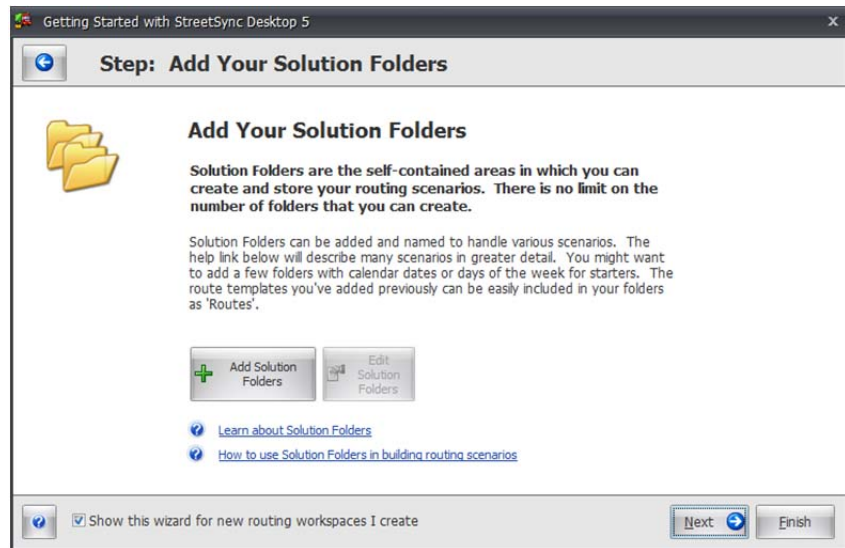 Getting Started with StreetSync Desktop 5
x
Step: Add Your Solution Folders
Add Your Solution Folders
Solution Folders are the self-contained areas in which you can
create and store your routing scenarios. There is no limit on the
number of folders that you can create.
Solution Folders can be added and named to handle various scenarios. The
help link below will describe many scenarios in greater detail. You might want
to add a few folders with calendar dates or days of the week for starters. The
route templates you've added previously can be easily included in your folders
as 'Routes'.
Add Solution
Folders
Edit
Solution
Folders
Learn about Solution Folders
How to use Solution Folders in building routing scenarios
Show this wizard for new routing workspaces I create
Next
Finish